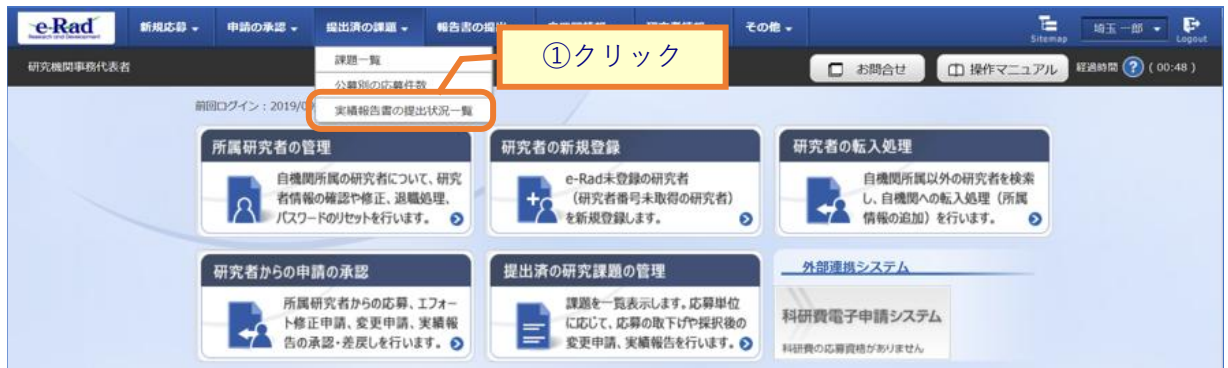 e-Rad
Research and Development
新規応募
申請の承認
提出済の課題
報告書の提出
その他
Sitemap
埼玉 一郎
Logout
研究機関事務代表者
課題一覧
公募別の応募件数
実績報告書の提出状況一覧
①クリック
お問合せ
操作マニュアル
経過時間 ? ( 00:48 )
前回ログイン：2019/0
所属研究者の管理
自機関所属の研究者について、研究
者情報の確認や修正、退職
処理、
パスワードのリセットを行います。
研究者の新規登録
e-Rad未登録の研究者
（研究者番号未取得の研究者）
を新規登録します。
研究者の転入処理
自機関所属以外の研究者を検索
し、自機関への転入処理（所属
情報の追加）を行います。
研究者からの申請の承認
所属研究者からの応募、エフォー
ト修正申請、変更申請、実績報
告の承認・差戻しを行います。
提出済の研究課題の管理
課題を一覧表示します。応募単位
に応じて、応募の取下げや採択後の
変更申請、実績報告を行います。
外部連携システム
科研費電子申請システム
科研費の応募資格がありません